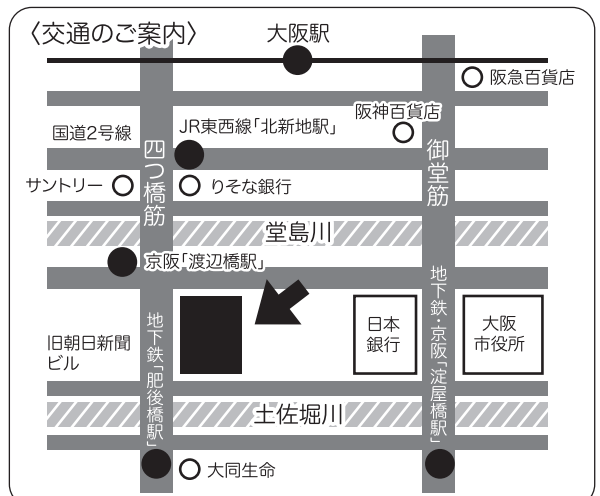 〈交通のご案内〉
大阪駅
阪急百貨店
阪神百貨店
国道2号線
JR東西線「北新地駅」
四つ橋筋
御堂筋
サントリー
りそな銀行
堂島川
京阪「渡辺橋駅」
地下鉄・京阪「淀屋橋駅」
地下鉄「肥後橋駅」
旧朝日新聞
ビル
日本
銀行
大阪
市役所
土佐堀川
大同生命